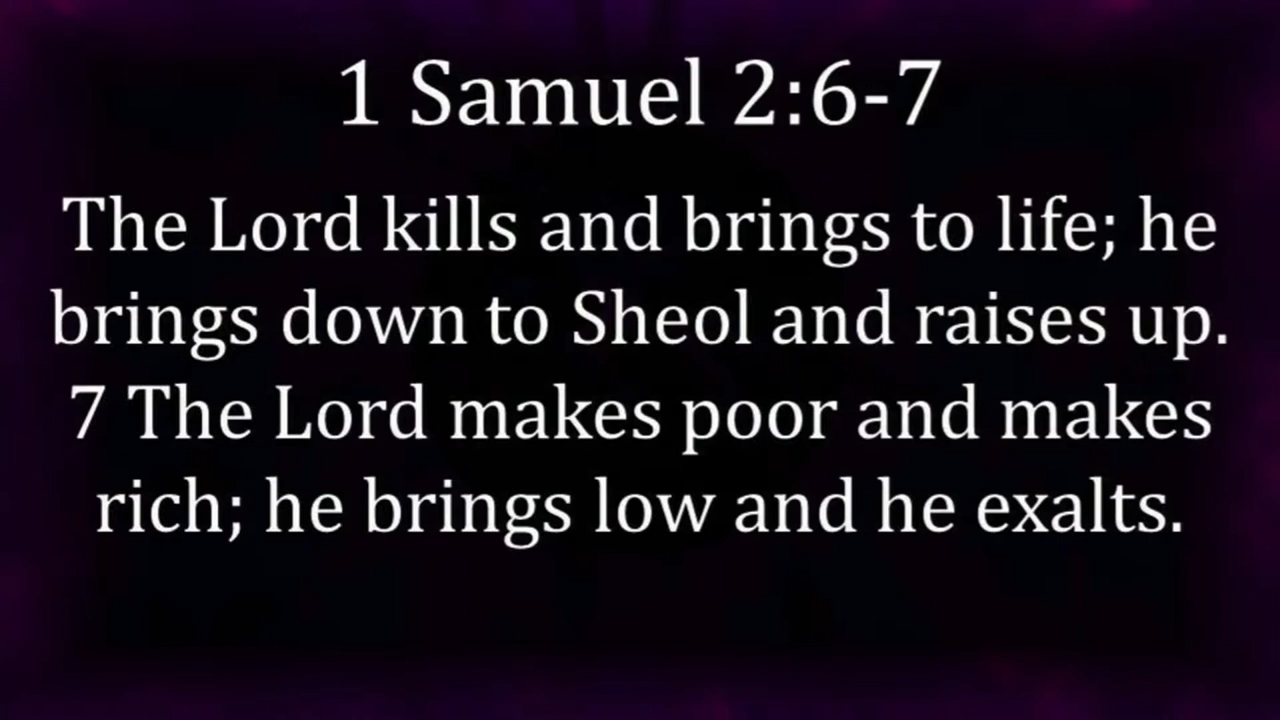 1 Samuel 2:6-7
The Lord kills and brings to life; he
brings down to Sheol and raises up.
7 The Lord makes poor and makes
rich; he brings low and he exalts.